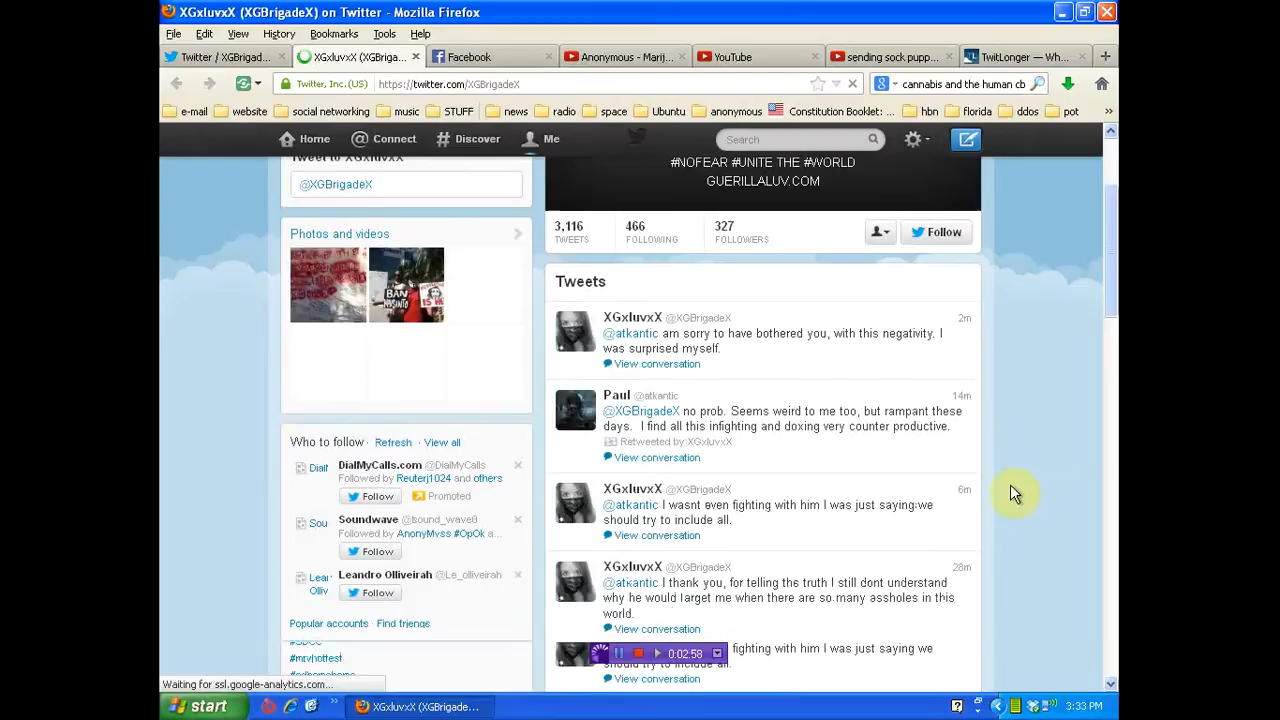 XGxluvxX (XGBrigadeX) on Twitter - Mozilla Firefox
File Edit View History Bookmarks Tools Help
Twitter / XGBrigad... XGxluvxX (XGBriga... Facebook Anonymous - Marij... YouTube sending sock pupp... TwitLonger — Wh...
Twitter, Inc. (US) https://twitter.com/XGBrigadeX cannabis and the human cb
e-mail website social networking music STUFF news radio space Ubuntu anonymous Constitution Booklet:... hbn florida ddos pot
Home Connect Discover Me Search
Tweet to XGxluvxX
@XGBrigadeX
#NOFEAR #UNITE THE #WORLD
GUERILLALUV.COM
3,116 466 327
TWEETS FOLLOWING FOLLOWERS Follow
Photos and videos
Tweets
XGxluvxX @XGBrigadeX 2m
@atkantic am sorry to have bothered you, with this negativity. I
was surprised myself.
View conversation
Paul @atkantic 14m
@XGBrigadeX no prob. Seems weird to me too, but rampant these
days. I find all this infighting and doxing very counter productive.
Retweeted by XGxluvxX
View conversation
XGxluvxX @XGBrigadeX 6m
@atkantic I wasnt even fighting with him I was just saying:we
should try to include all.
View conversation
XGxluvxX @XGBrigadeX 28m
@atkantic I thank you, for telling the truth I still dont understand
why he would target me when there are so many assholes in this
world.
View conversation
fighting with him I was just saying we
should try to include all.
View conversation
Who to follow Refresh View all
Dialf
DialMyCalls.com @DialMyCalls
Followed by Reuterj1024 and others
Follow Promoted
Sou
Soundwave @sound_wave6
Followed by AnonyMvss #OpOk a...
Follow
Lear
Olliv
Leandro Olliveirah @Le_olliveirah
Follow
Popular accounts Find friends
#mtvhottest
0:02:58
Waiting for ssl.google-analytics.com...
start XGxluvxX (XGBrigade... 3:33 PM